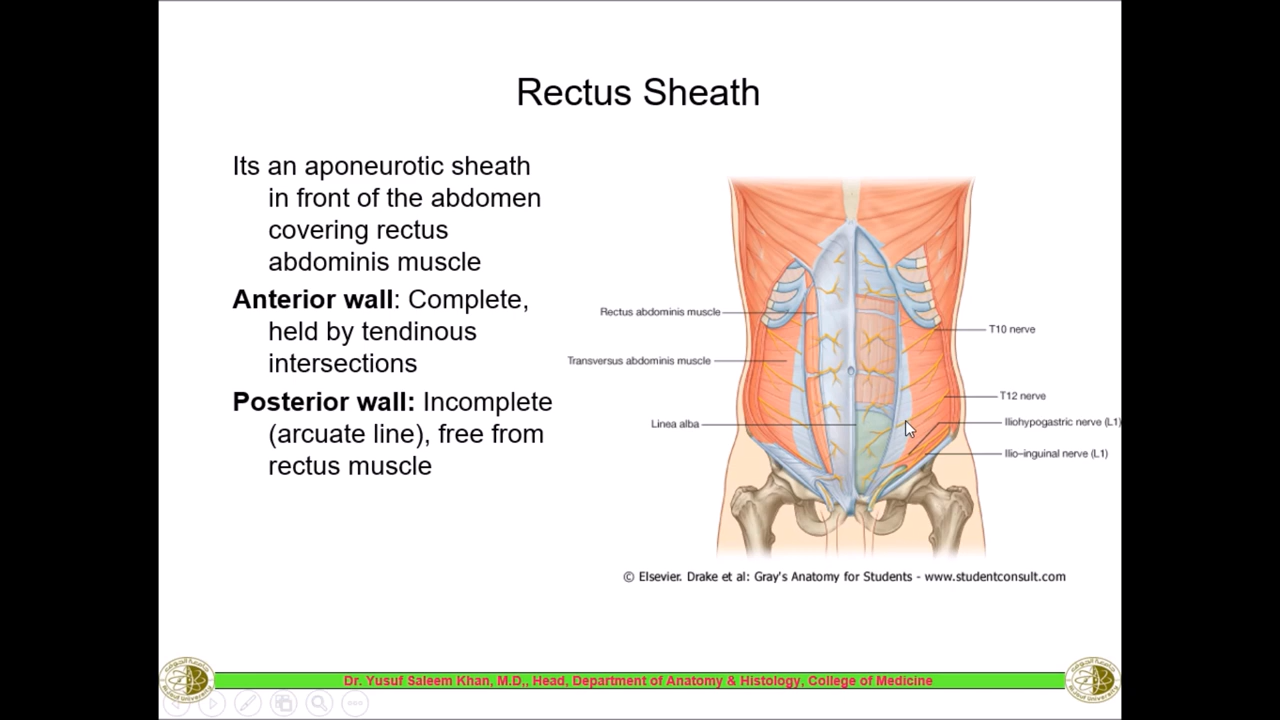 Rectus Sheath
Its an aponeurotic sheath
in front of the abdomen
covering rectus
abdominis muscle
Anterior wall: Complete,
held by tendinous
intersections
Posterior wall: Incomplete
(arcuate line), free from
rectus muscle
Rectus abdominis muscle
Transversus abdominis muscle
Linea alba
T10 nerve
T12 nerve
Iliohypogastric nerve (L1)
Ilio–inguinal nerve (L1)
© Elsevier. Drake et al: Gray's Anatomy for Students - www.studentconsult.com
Dr. Yusuf Saleem Khan, M.D,, Head, Department of Anatomy & Histology, College of Medicine